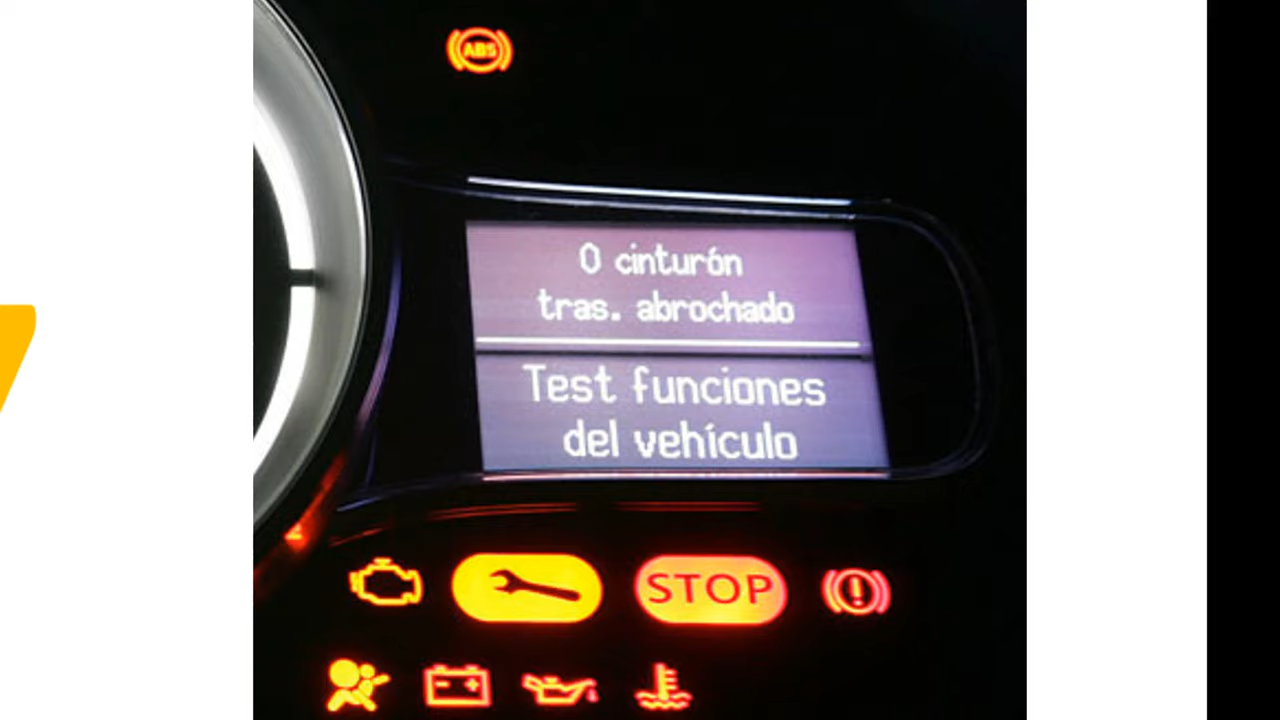 ABS
0 cinturón
tras. abrochado
Test funciones
del vehículo
STOP